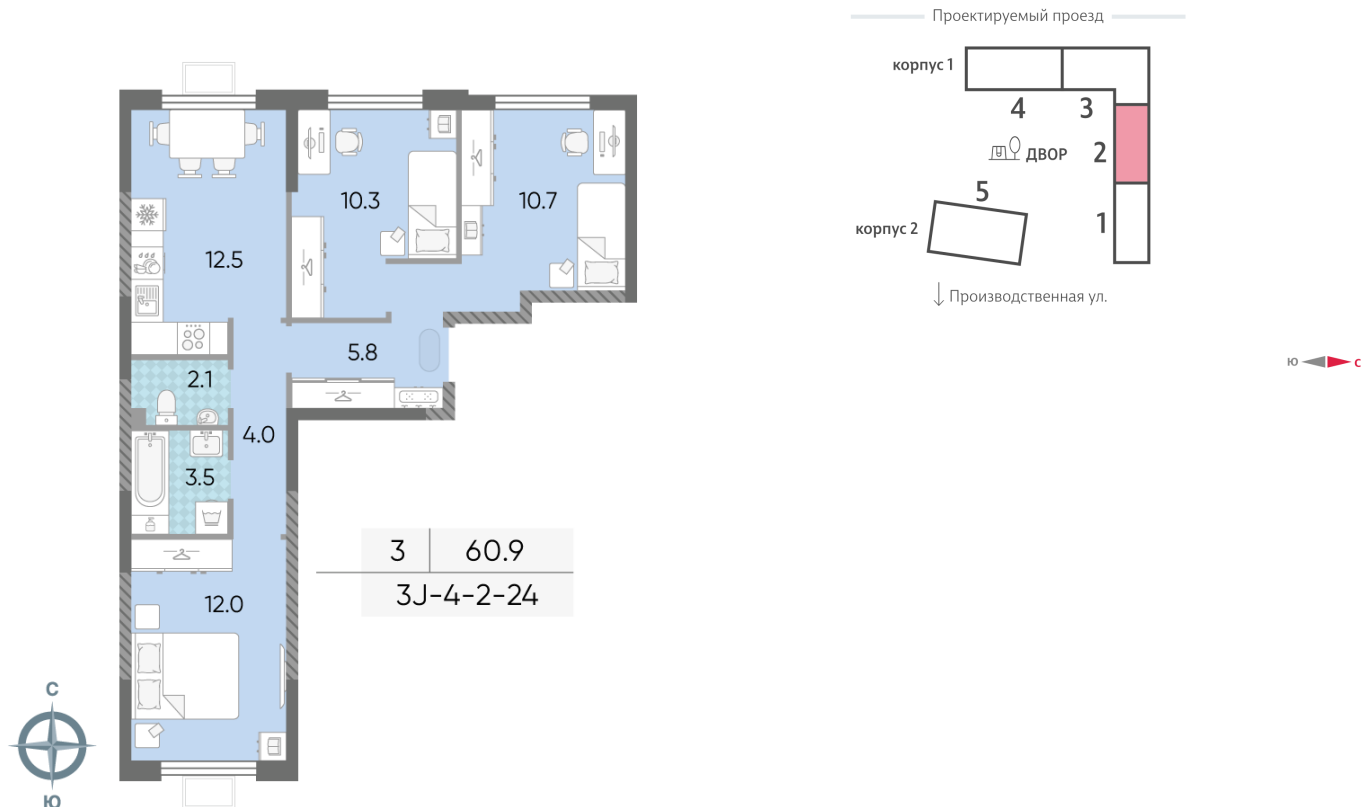 Проектируемый проезд
корпус 1
4
3
ДВОР
2
5
1
корпус 2
Производственная ул.
Ю
С
10.3
10.7
12.5
5.8
2.1
4.0
3.5
3
60.9
3J-4-2-24
12.0
С
Ю